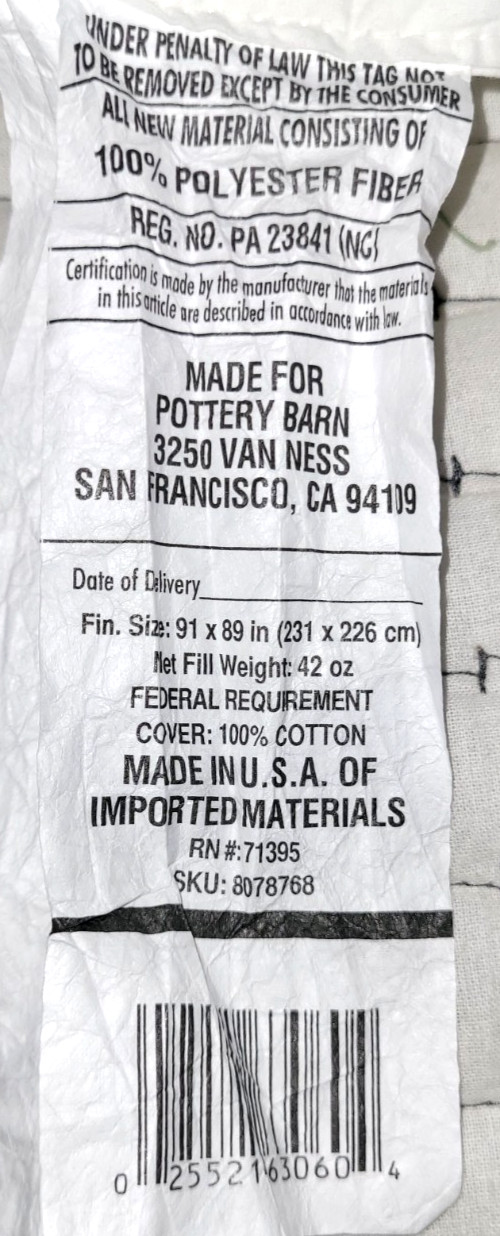 UNDER PENALTY OF LAW THIS TAG NOT
TO BE REMOVED EXCEPT BY THE CONSUMER
ALL NEW MATERIAL CONSISTING OF
100% POLYESTER FIBER
REG. NO. PA 23841 (NC)
Certification is made by the manufacturer that the materials
in this article are described in accordance with law.
MADE FOR
POTTERY BARN
3250 VAN NESS
SAN FRANCISCO, CA 94109
Date of Delivery
Fin. Size: 91 x 89 in (231 x 226 cm)
Net Fill Weight: 42 oz
FEDERAL REQUIREMENT
COVER: 100% COTTON
MADE IN U.S.A. OF
IMPORTED MATERIALS
RN #:71395
SKU: 8078768
0 25521 63060 4